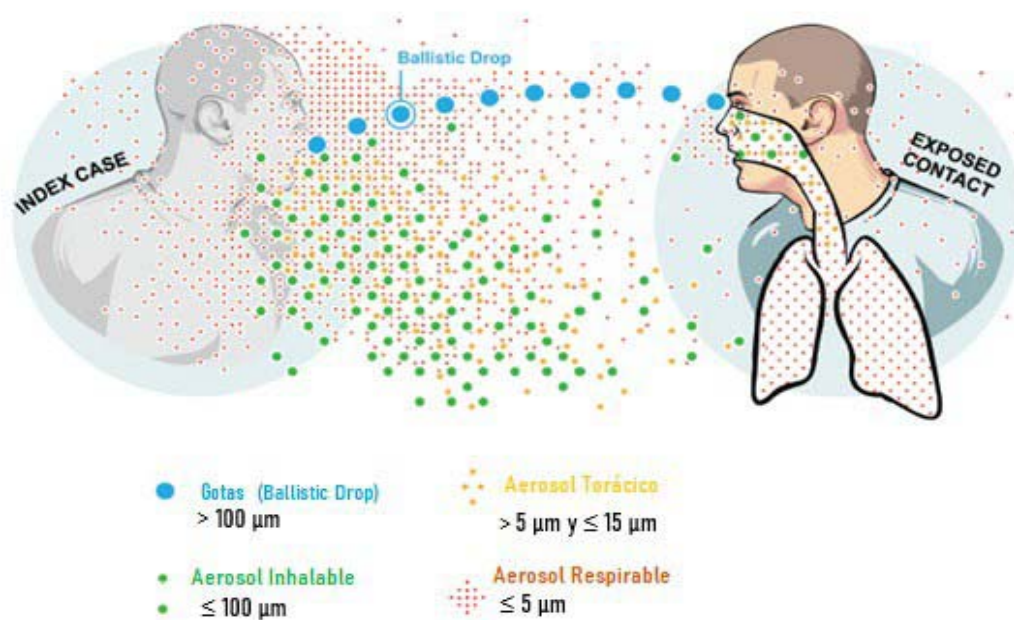 Ballistic Drop
INDEX CASE
EXPOSED
CONTACT
Gotas (Ballistic Drop)
> 100 µm
Aerosol Torácico
> 5 µm y ≤ 15 µm
Aerosol Inhalable
≤ 100 µm
Aerosol Respirable
≤ 5 µm